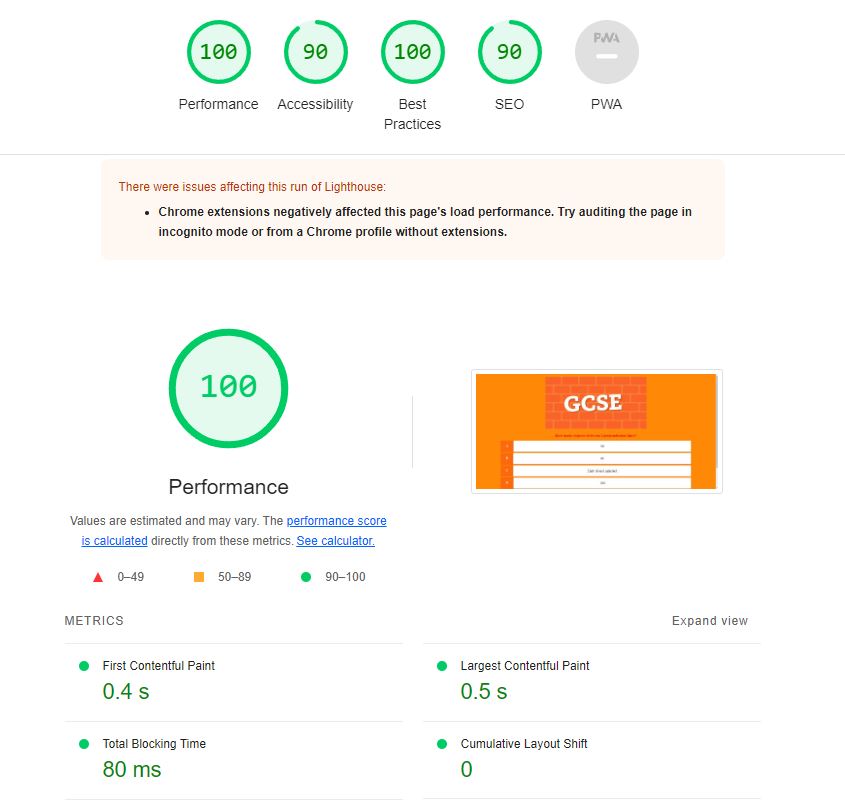 100
90
100
90
PWA
Performance
Accessibility
Best
Practices
SEO
PWA
There were issues affecting this run of Lighthouse:
Chrome extensions negatively affected this page's load performance. Try auditing the page in
incognito mode or from a Chrome profile without extensions.
100
Performance
Values are estimated and may vary. The performance score
is calculated directly from these metrics. See calculator.
0–49
50–89
90–100
GCSE
METRICS
Expand view
First Contentful Paint
0.4 s
Largest Contentful Paint
0.5 s
Total Blocking Time
80 ms
Cumulative Layout Shift
0